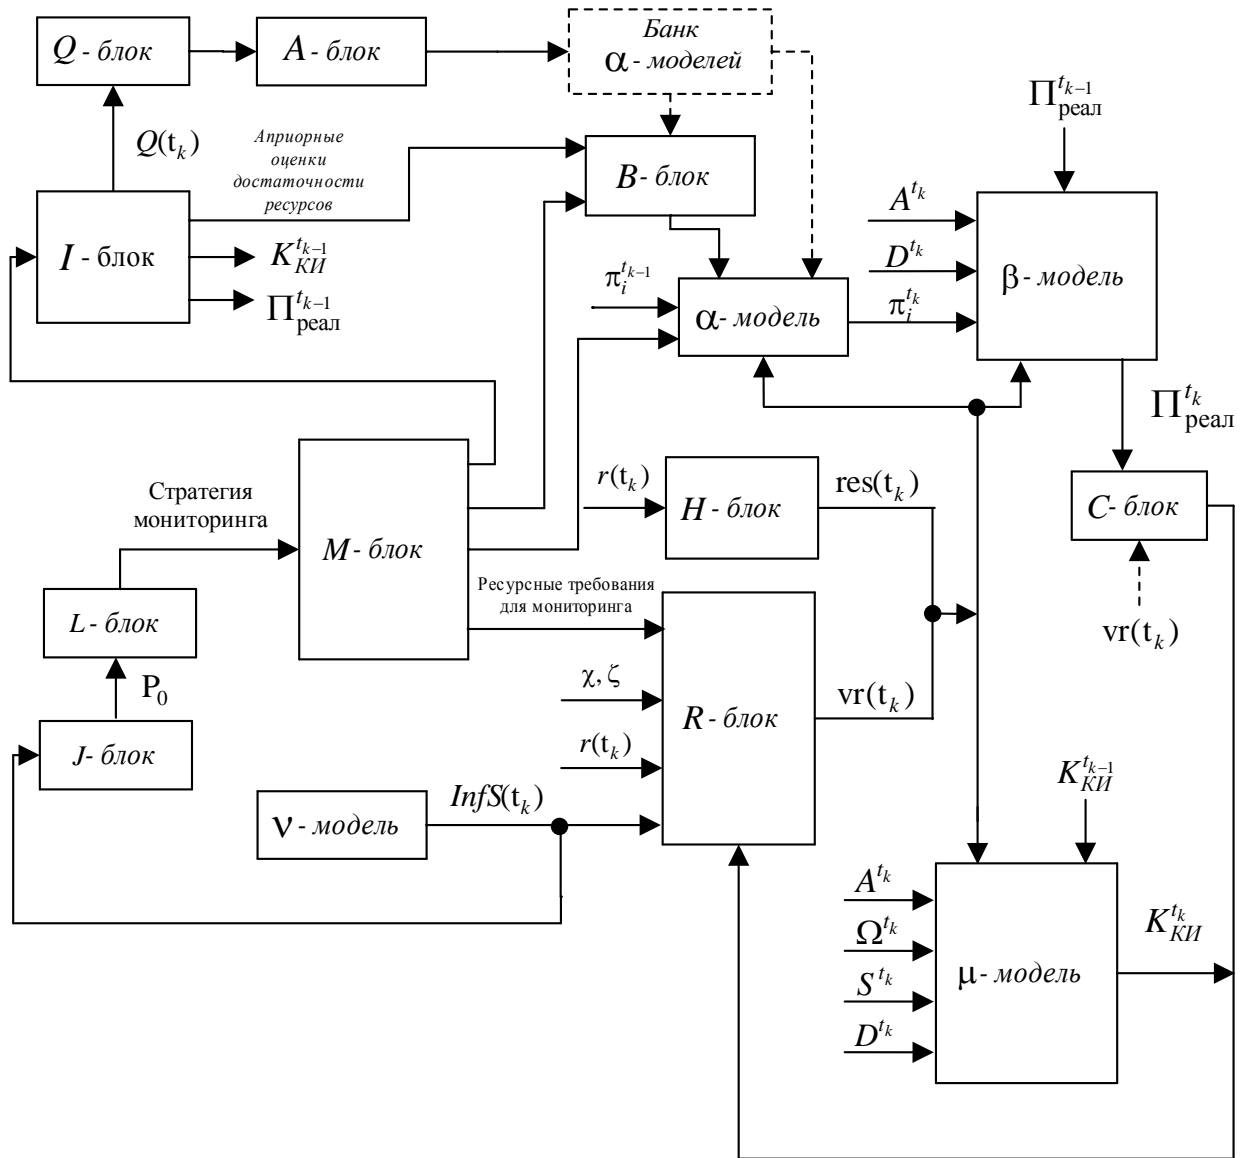 Q - блок
A - блок
Банк
α - моделей
Q(t_k)
Априорные
оценки
достаточности
ресурсов
B - блок
Π_реал^{t_{k-1}}
I - блок
K_КИ^{t_{k-1}}
Π_реал^{t_{k-1}}
π_i^{t_{k-1}}
α - модель
A^{t_k}
D^{t_k}
π_i^{t_k}
β - модель
Π_реал^{t_k}
Стратегия
мониторинга
M - блок
r(t_k)
H - блок
res(t_k)
C - блок
vr(t_k)
Ресурсные требования
для мониторинга
L - блок
P_0
J - блок
χ, ζ
r(t_k)
R - блок
vr(t_k)
ν - модель
InfS(t_k)
K_КИ^{t_{k-1}}
A^{t_k}
Ω^{t_k}
S^{t_k}
D^{t_k}
μ - модель
K_КИ^{t_k}